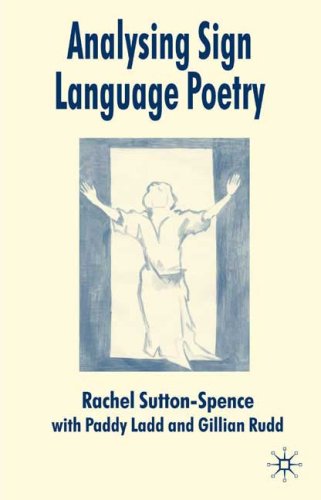 Analysing Sign
Language Poetry
Rachel Sutton-Spence
with Paddy Ladd and Gillian Rudd